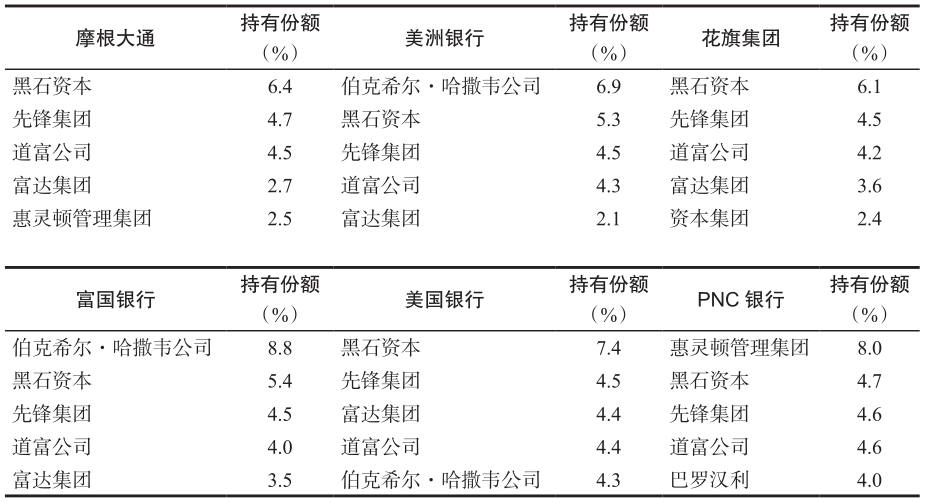 摩根大通 持有份额（%） 美洲银行 持有份额（%） 花旗集团 持有份额（%）
黑石资本 6.4 伯克希尔·哈撒韦公司 6.9 黑石资本 6.1
先锋集团 4.7 黑石资本 5.3 先锋集团 4.5
道富公司 4.5 先锋集团 4.5 道富公司 4.2
富达集团 2.7 道富公司 4.3 富达集团 3.6
惠灵顿管理集团 2.5 富达集团 2.1 资本集团 2.4
富国银行 持有份额（%） 美国银行 持有份额（%） PNC 银行 持有份额（%）
伯克希尔·哈撒韦公司 8.8 黑石资本 7.4 惠灵顿管理集团 8.0
黑石资本 5.4 先锋集团 4.5 黑石资本 4.7
先锋集团 4.5 富达集团 4.4 先锋集团 4.6
道富公司 4.0 道富公司 4.4 道富公司 4.6
富达集团 3.5 伯克希尔·哈撒韦公司 4.3 巴罗汉利 4.0